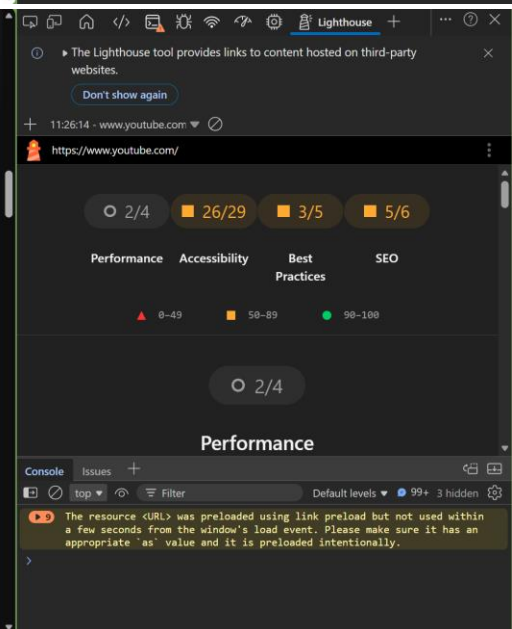 Lighthouse
The Lighthouse tool provides links to content hosted on third-party
websites.
Don't show again
11:26:14 - www.youtube.com
https://www.youtube.com/
2/4 26/29 3/5 5/6
Performance Accessibility Best Practices SEO
0–49 50–89 90–100
2/4
Performance
Console Issues
top Filter Default levels 99+ 3 hidden
9 The resource <URL> was preloaded using link preload but not used within
a few seconds from the window's load event. Please make sure it has an
appropriate `as` value and it is preloaded intentionally.